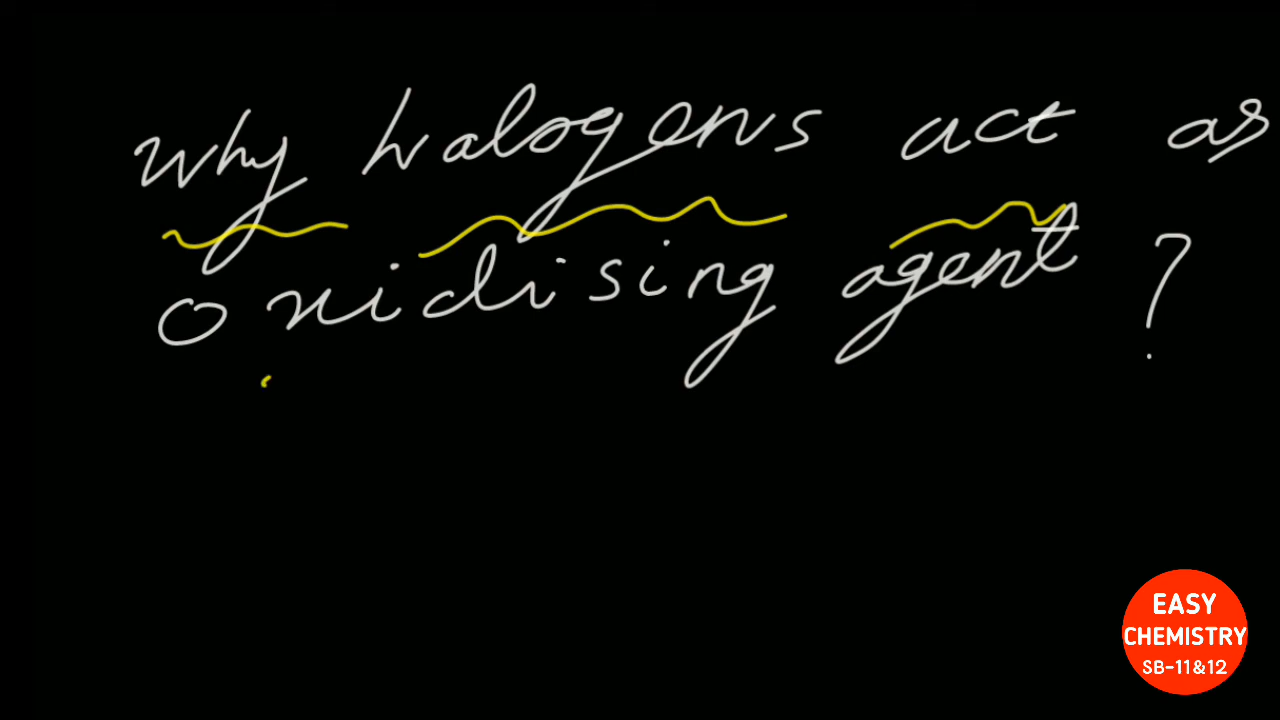 Why halogens act as
oxidising agent ?
EASY
CHEMISTRY
SB-11&12